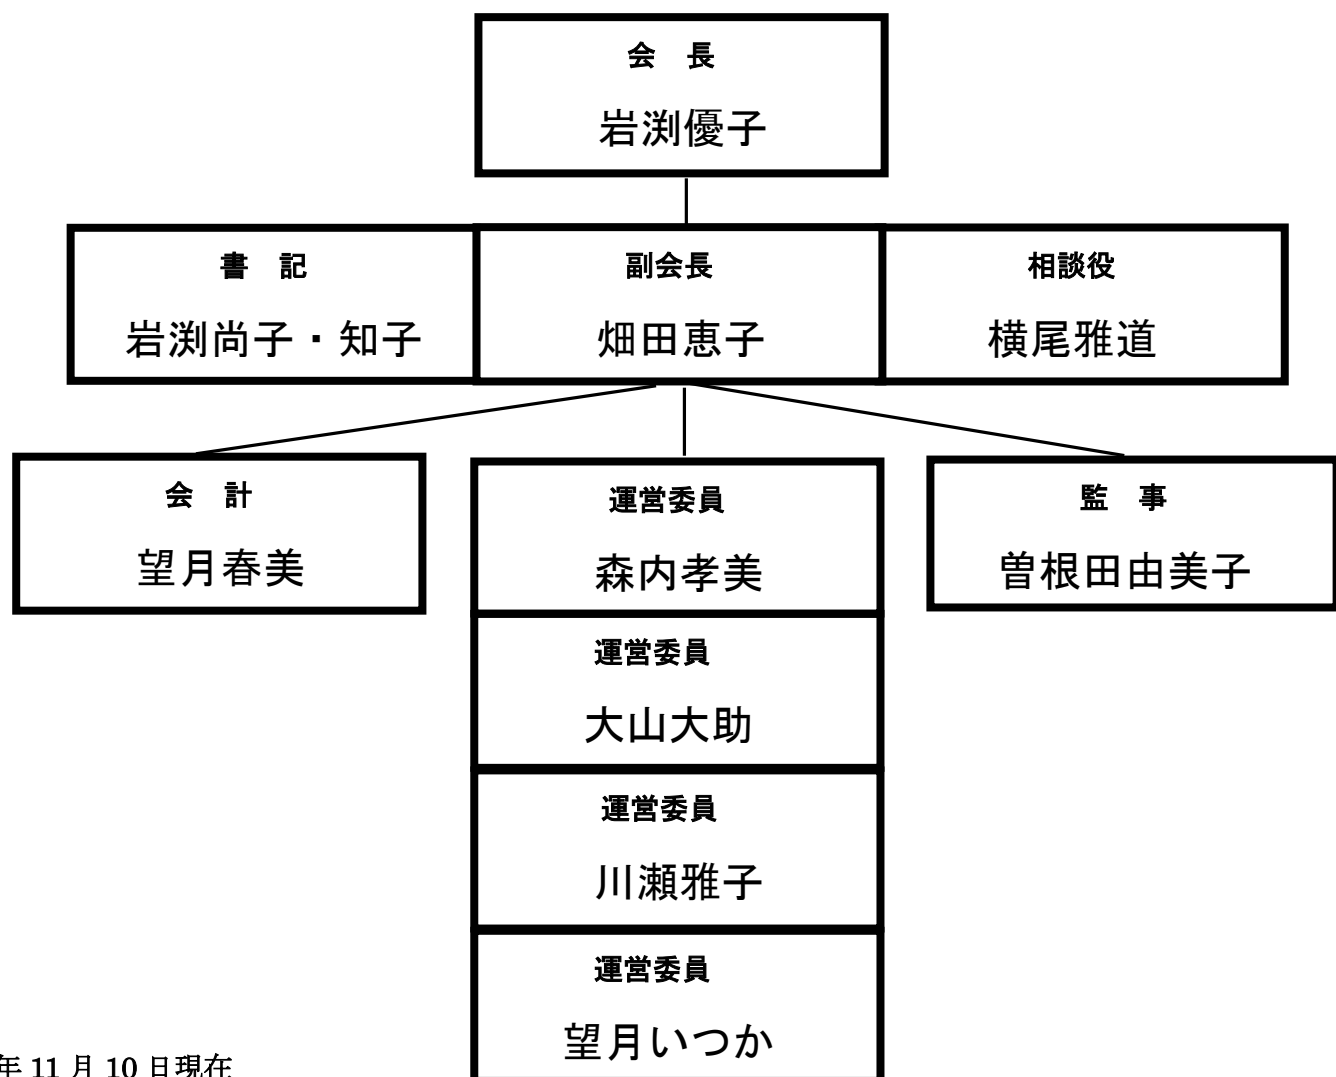 会　長
岩渕優子
書　記
岩渕尚子・知子
副会長
畑田恵子
相談役
横尾雅道
会　計
望月春美
運営委員
森内孝美
監　事
曽根田由美子
運営委員
大山大助
運営委員
川瀬雅子
運営委員
望月いつか
年 11 月 10 日現在